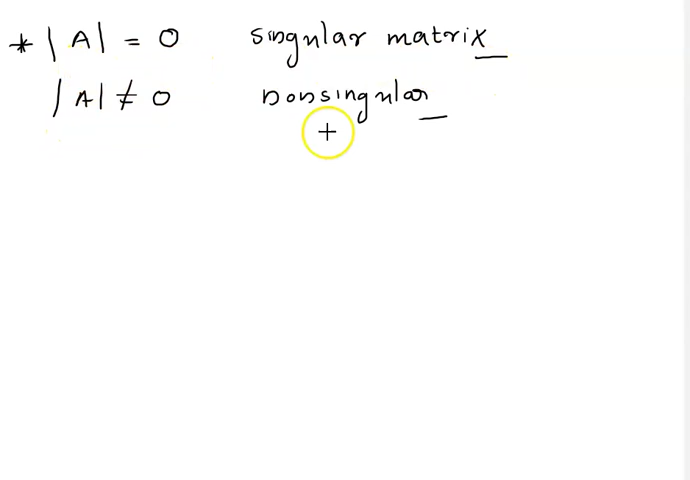 * |A| = 0 singular matrix
|A| ≠ 0 nonsingular